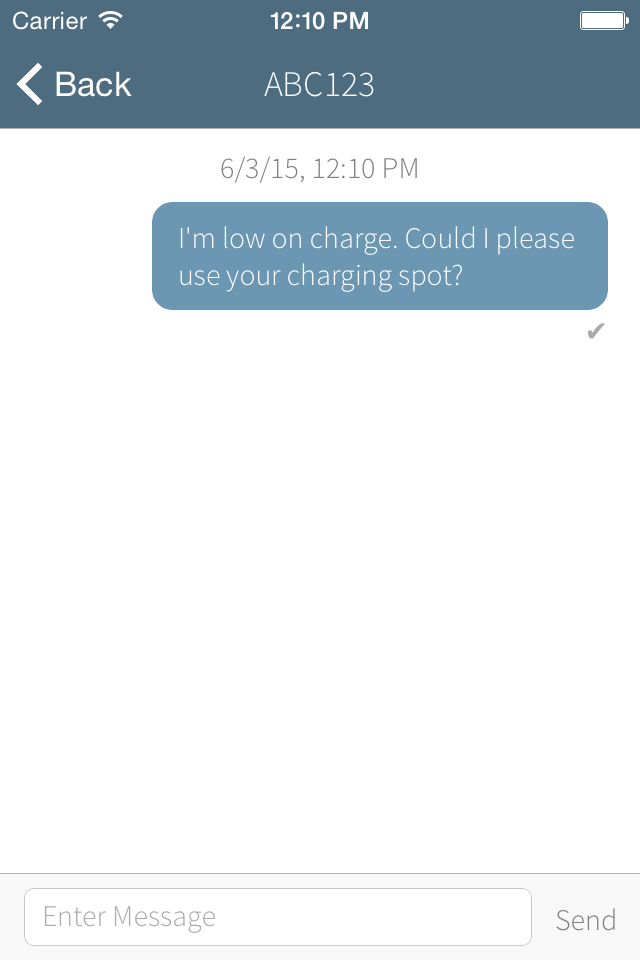 Carrier 12:10 PM
Back ABC123
6/3/15, 12:10 PM
I'm low on charge. Could I please
use your charging spot?
✔
Enter Message Send